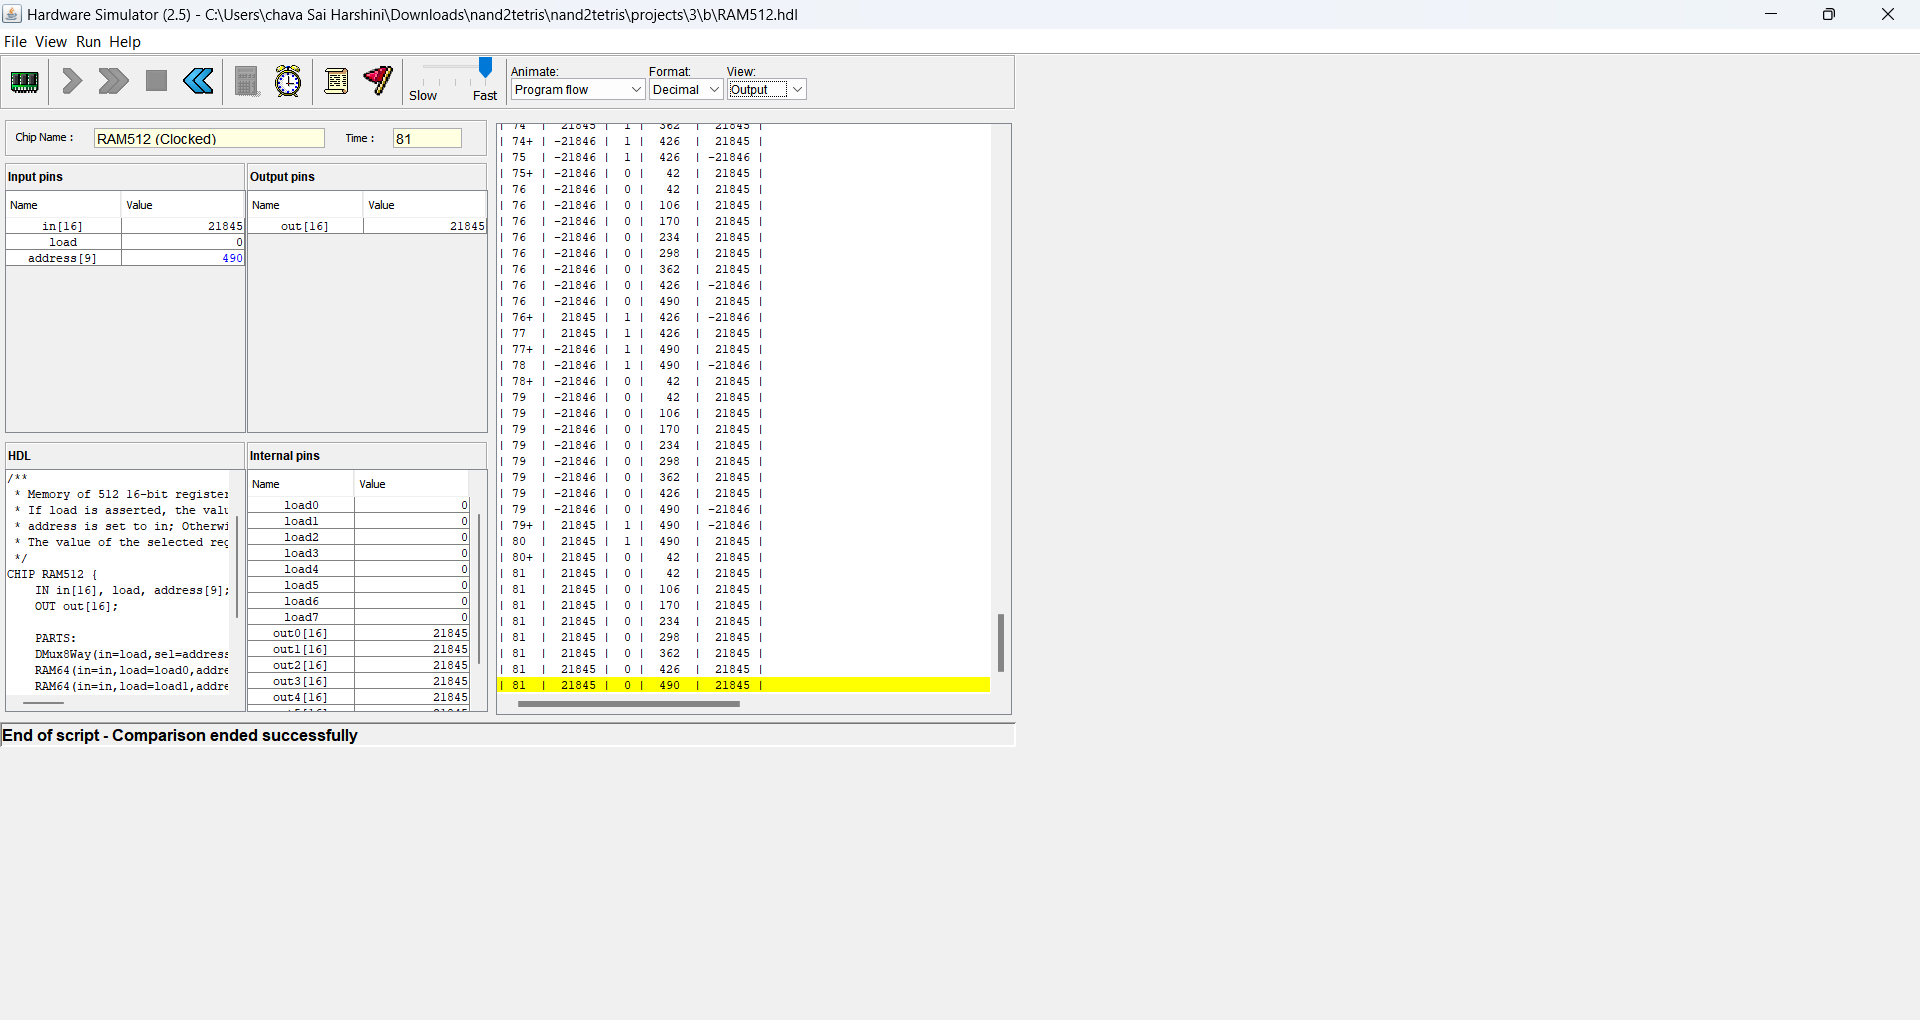 Hardware Simulator (2.5) - C:\Users\chava Sai Harshini\Downloads\nand2tetris\nand2tetris\projects\3\b\RAM512.hdl
File View Run Help
Slow Fast
Animate: Format: View:
Program flow Decimal Output
Chip Name : RAM512 (Clocked) Time : 81
Input pins
Name Value
in[16] 21845
load 0
address[9] 490
Output pins
Name Value
out[16] 21845
HDL
/**
* Memory of 512 16-bit register
* If load is asserted, the valu
* address is set to in; Otherwi
* The value of the selected reg
*/
CHIP RAM512 {
IN in[16], load, address[9];
OUT out[16];
PARTS:
DMux8Way(in=load,sel=address
RAM64(in=in,load=load0,addre
RAM64(in=in,load=load1,addre
Internal pins
Name Value
load0 0
load1 0
load2 0
load3 0
load4 0
load5 0
load6 0
load7 0
out0[16] 21845
out1[16] 21845
out2[16] 21845
out3[16] 21845
out4[16] 21845
| 74 | 21845 | 1 | 362 | 21845 |
| 74+ | -21846 | 1 | 426 | 21845 |
| 75 | -21846 | 1 | 426 | -21846 |
| 75+ | -21846 | 0 | 42 | 21845 |
| 76 | -21846 | 0 | 42 | 21845 |
| 76 | -21846 | 0 | 106 | 21845 |
| 76 | -21846 | 0 | 170 | 21845 |
| 76 | -21846 | 0 | 234 | 21845 |
| 76 | -21846 | 0 | 298 | 21845 |
| 76 | -21846 | 0 | 362 | 21845 |
| 76 | -21846 | 0 | 426 | -21846 |
| 76 | -21846 | 0 | 490 | 21845 |
| 76+ | 21845 | 1 | 426 | -21846 |
| 77 | 21845 | 1 | 426 | 21845 |
| 77+ | -21846 | 1 | 490 | 21845 |
| 78 | -21846 | 1 | 490 | -21846 |
| 78+ | -21846 | 0 | 42 | 21845 |
| 79 | -21846 | 0 | 42 | 21845 |
| 79 | -21846 | 0 | 106 | 21845 |
| 79 | -21846 | 0 | 170 | 21845 |
| 79 | -21846 | 0 | 234 | 21845 |
| 79 | -21846 | 0 | 298 | 21845 |
| 79 | -21846 | 0 | 362 | 21845 |
| 79 | -21846 | 0 | 426 | 21845 |
| 79 | -21846 | 0 | 490 | -21846 |
| 79+ | 21845 | 1 | 490 | -21846 |
| 80 | 21845 | 1 | 490 | 21845 |
| 80+ | 21845 | 0 | 42 | 21845 |
| 81 | 21845 | 0 | 42 | 21845 |
| 81 | 21845 | 0 | 106 | 21845 |
| 81 | 21845 | 0 | 170 | 21845 |
| 81 | 21845 | 0 | 234 | 21845 |
| 81 | 21845 | 0 | 298 | 21845 |
| 81 | 21845 | 0 | 362 | 21845 |
| 81 | 21845 | 0 | 426 | 21845 |
| 81 | 21845 | 0 | 490 | 21845 |
End of script - Comparison ended successfully